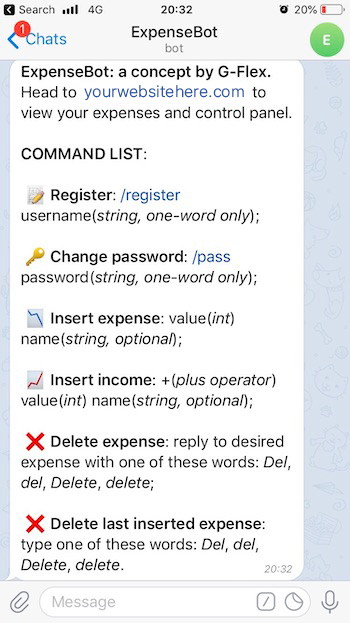 Search 4G 20:32 20%
1
Chats
ExpenseBot
bot
E
ExpenseBot: a concept by G-Flex.
Head to yourwebsitehere.com to
view your expenses and control panel.
COMMAND LIST:
Register: /register
username(string, one-word only);
Change password: /pass
password(string, one-word only);
Insert expense: value(int)
name(string, optional);
Insert income: +(plus operator)
value(int) name(string, optional);
Delete expense: reply to desired
expense with one of these words: Del,
del, Delete, delete;
Delete last inserted expense:
type one of these words: Del, del,
Delete, delete.
20:32
Message